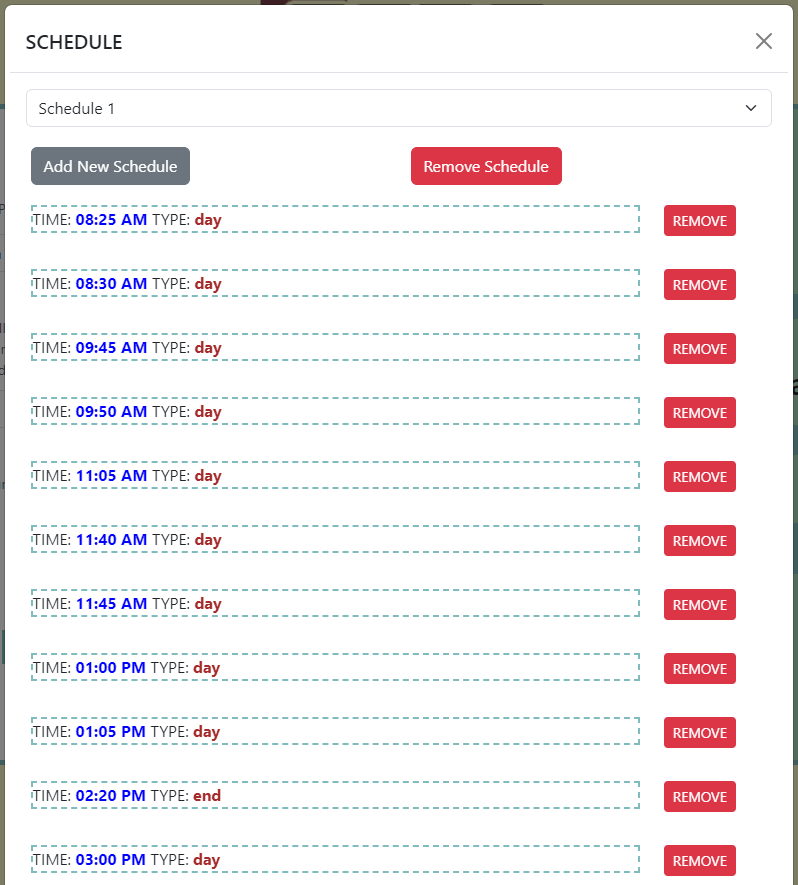 SCHEDULE
Schedule 1
Add New Schedule
Remove Schedule
TIME: 08:25 AM TYPE: day
REMOVE
TIME: 08:30 AM TYPE: day
REMOVE
TIME: 09:45 AM TYPE: day
REMOVE
TIME: 09:50 AM TYPE: day
REMOVE
TIME: 11:05 AM TYPE: day
REMOVE
TIME: 11:40 AM TYPE: day
REMOVE
TIME: 11:45 AM TYPE: day
REMOVE
TIME: 01:00 PM TYPE: day
REMOVE
TIME: 01:05 PM TYPE: day
REMOVE
TIME: 02:20 PM TYPE: end
REMOVE
TIME: 03:00 PM TYPE: day
REMOVE